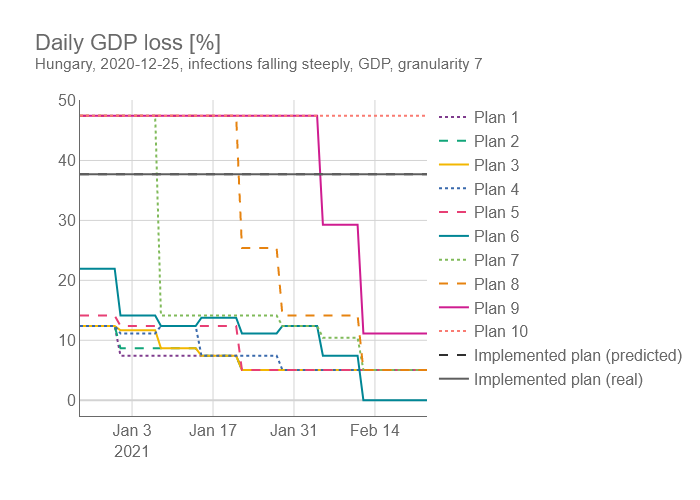 Daily GDP loss [%]
Hungary, 2020-12-25, infections falling steeply, GDP, granularity 7
50
40
30
20
10
0
Jan 3
2021
Jan 17
Jan 31
Feb 14
Plan 1
Plan 2
Plan 3
Plan 4
Plan 5
Plan 6
Plan 7
Plan 8
Plan 9
Plan 10
Implemented plan (predicted)
Implemented plan (real)